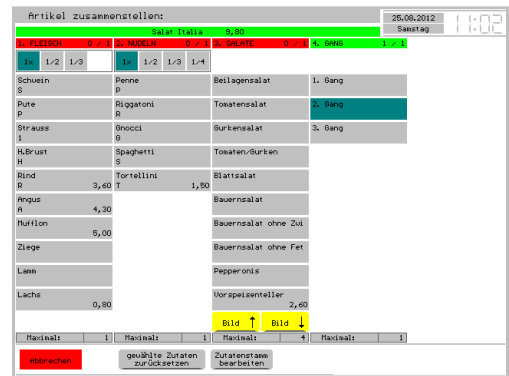 Artikel zusammenstellen:
25.08.2012
Samstag
11:02
Salat Italia 9,80
1. FLEISCH 0 / 1 2. NUDELN 0 / 1 3. SALATE 0 / 1 4. GANG 1 / 1
1x 1/2 1/3 1x 1/2 1/3 1/4
Schwein Penne Beilagensalat 1. Gang
S P
Pute Riggatoni Tomatensalat 2. Gang
P R
Strauss Gnocci Gurkensalat 3. Gang
1 G
H.Brust Spaghetti Tomaten/Gurken
H S
Rind Tortellini Blattsalat
R 3,60 T 1,50
Angus Bauernsalat
A 4,30
Mufflon Bauernsalat ohne Zwi
5,00
Ziege Bauernsalat ohne Fet
Lamm Pepperonis
Lachs Vorspeisenteller
0,80 2,60
Bild ↑ Bild ↓
Maximal: 1 Maximal: 1 Maximal: 4 Maximal: 1
Abbrechen
gewählte Zutaten
zurücksetzen
Zutatenstamm
bearbeiten